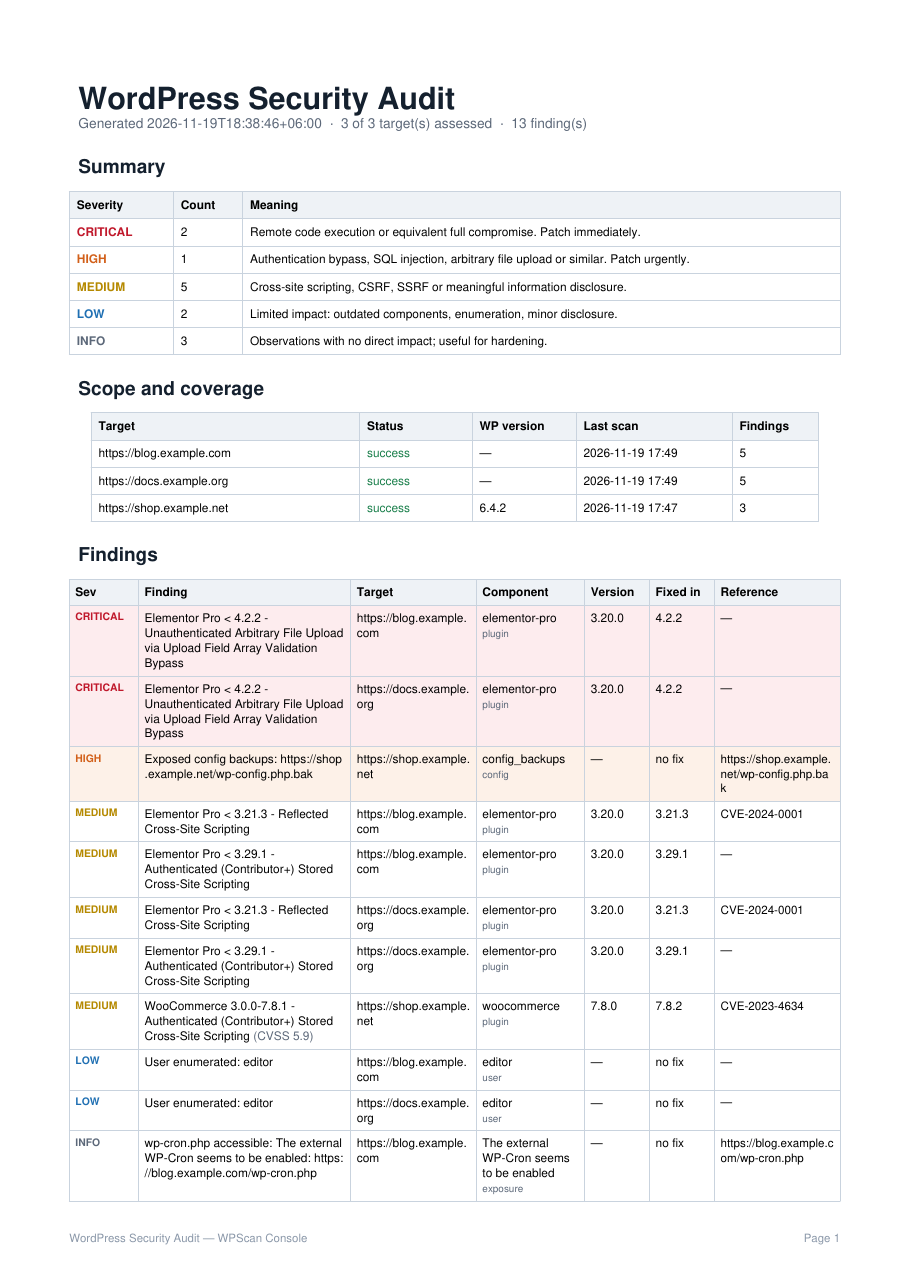 WordPress Security Audit
Generated 2026-11-19T18:38:46+06:00 · 3 of 3 target(s) assessed · 13 finding(s)
Summary
Severity Count Meaning
CRITICAL 2 Remote code execution or equivalent full compromise. Patch immediately.
HIGH 1 Authentication bypass, SQL injection, arbitrary file upload or similar. Patch urgently.
MEDIUM 5 Cross-site scripting, CSRF, SSRF or meaningful information disclosure.
LOW 2 Limited impact: outdated components, enumeration, minor disclosure.
INFO 3 Observations with no direct impact; useful for hardening.
Scope and coverage
Target Status WP version Last scan Findings
https://blog.example.com success — 2026-11-19 17:49 5
https://docs.example.org success — 2026-11-19 17:49 5
https://shop.example.net success 6.4.2 2026-11-19 17:47 3
Findings
Sev Finding Target Component Version Fixed in Reference
CRITICAL Elementor Pro < 4.2.2 - https://blog.example. elementor-pro 3.20.0 4.2.2 —
Unauthenticated Arbitrary File Upload com plugin
via Upload Field Array Validation
Bypass
CRITICAL Elementor Pro < 4.2.2 - https://docs.example. elementor-pro 3.20.0 4.2.2 —
Unauthenticated Arbitrary File Upload org plugin
via Upload Field Array Validation
Bypass
HIGH Exposed config backups: https://shop https://shop.example. config_backups — no fix https://shop.example.
.example.net/wp-config.php.bak net config net/wp-config.php.ba
k
MEDIUM Elementor Pro < 3.21.3 - Reflected https://blog.example. elementor-pro 3.20.0 3.21.3 CVE-2024-0001
Cross-Site Scripting com plugin
MEDIUM Elementor Pro < 3.29.1 - https://blog.example. elementor-pro 3.20.0 3.29.1 —
Authenticated (Contributor+) Stored com plugin
Cross-Site Scripting
MEDIUM Elementor Pro < 3.21.3 - Reflected https://docs.example. elementor-pro 3.20.0 3.21.3 CVE-2024-0001
Cross-Site Scripting org plugin
MEDIUM Elementor Pro < 3.29.1 - https://docs.example. elementor-pro 3.20.0 3.29.1 —
Authenticated (Contributor+) Stored org plugin
Cross-Site Scripting
MEDIUM WooCommerce 3.0.0-7.8.1 - https://shop.example. woocommerce 7.8.0 7.8.2 CVE-2023-4634
Authenticated (Contributor+) Stored net plugin
Cross-Site Scripting (CVSS 5.9)
LOW User enumerated: editor https://blog.example. editor — no fix —
com user
LOW User enumerated: editor https://docs.example. editor — no fix —
org user
INFO wp-cron.php accessible: The external https://blog.example. The external — no fix https://blog.example.c
WP-Cron seems to be enabled: https: com WP-Cron seems om/wp-cron.php
//blog.example.com/wp-cron.php to be enabled
exposure
WordPress Security Audit — WPScan Console Page 1